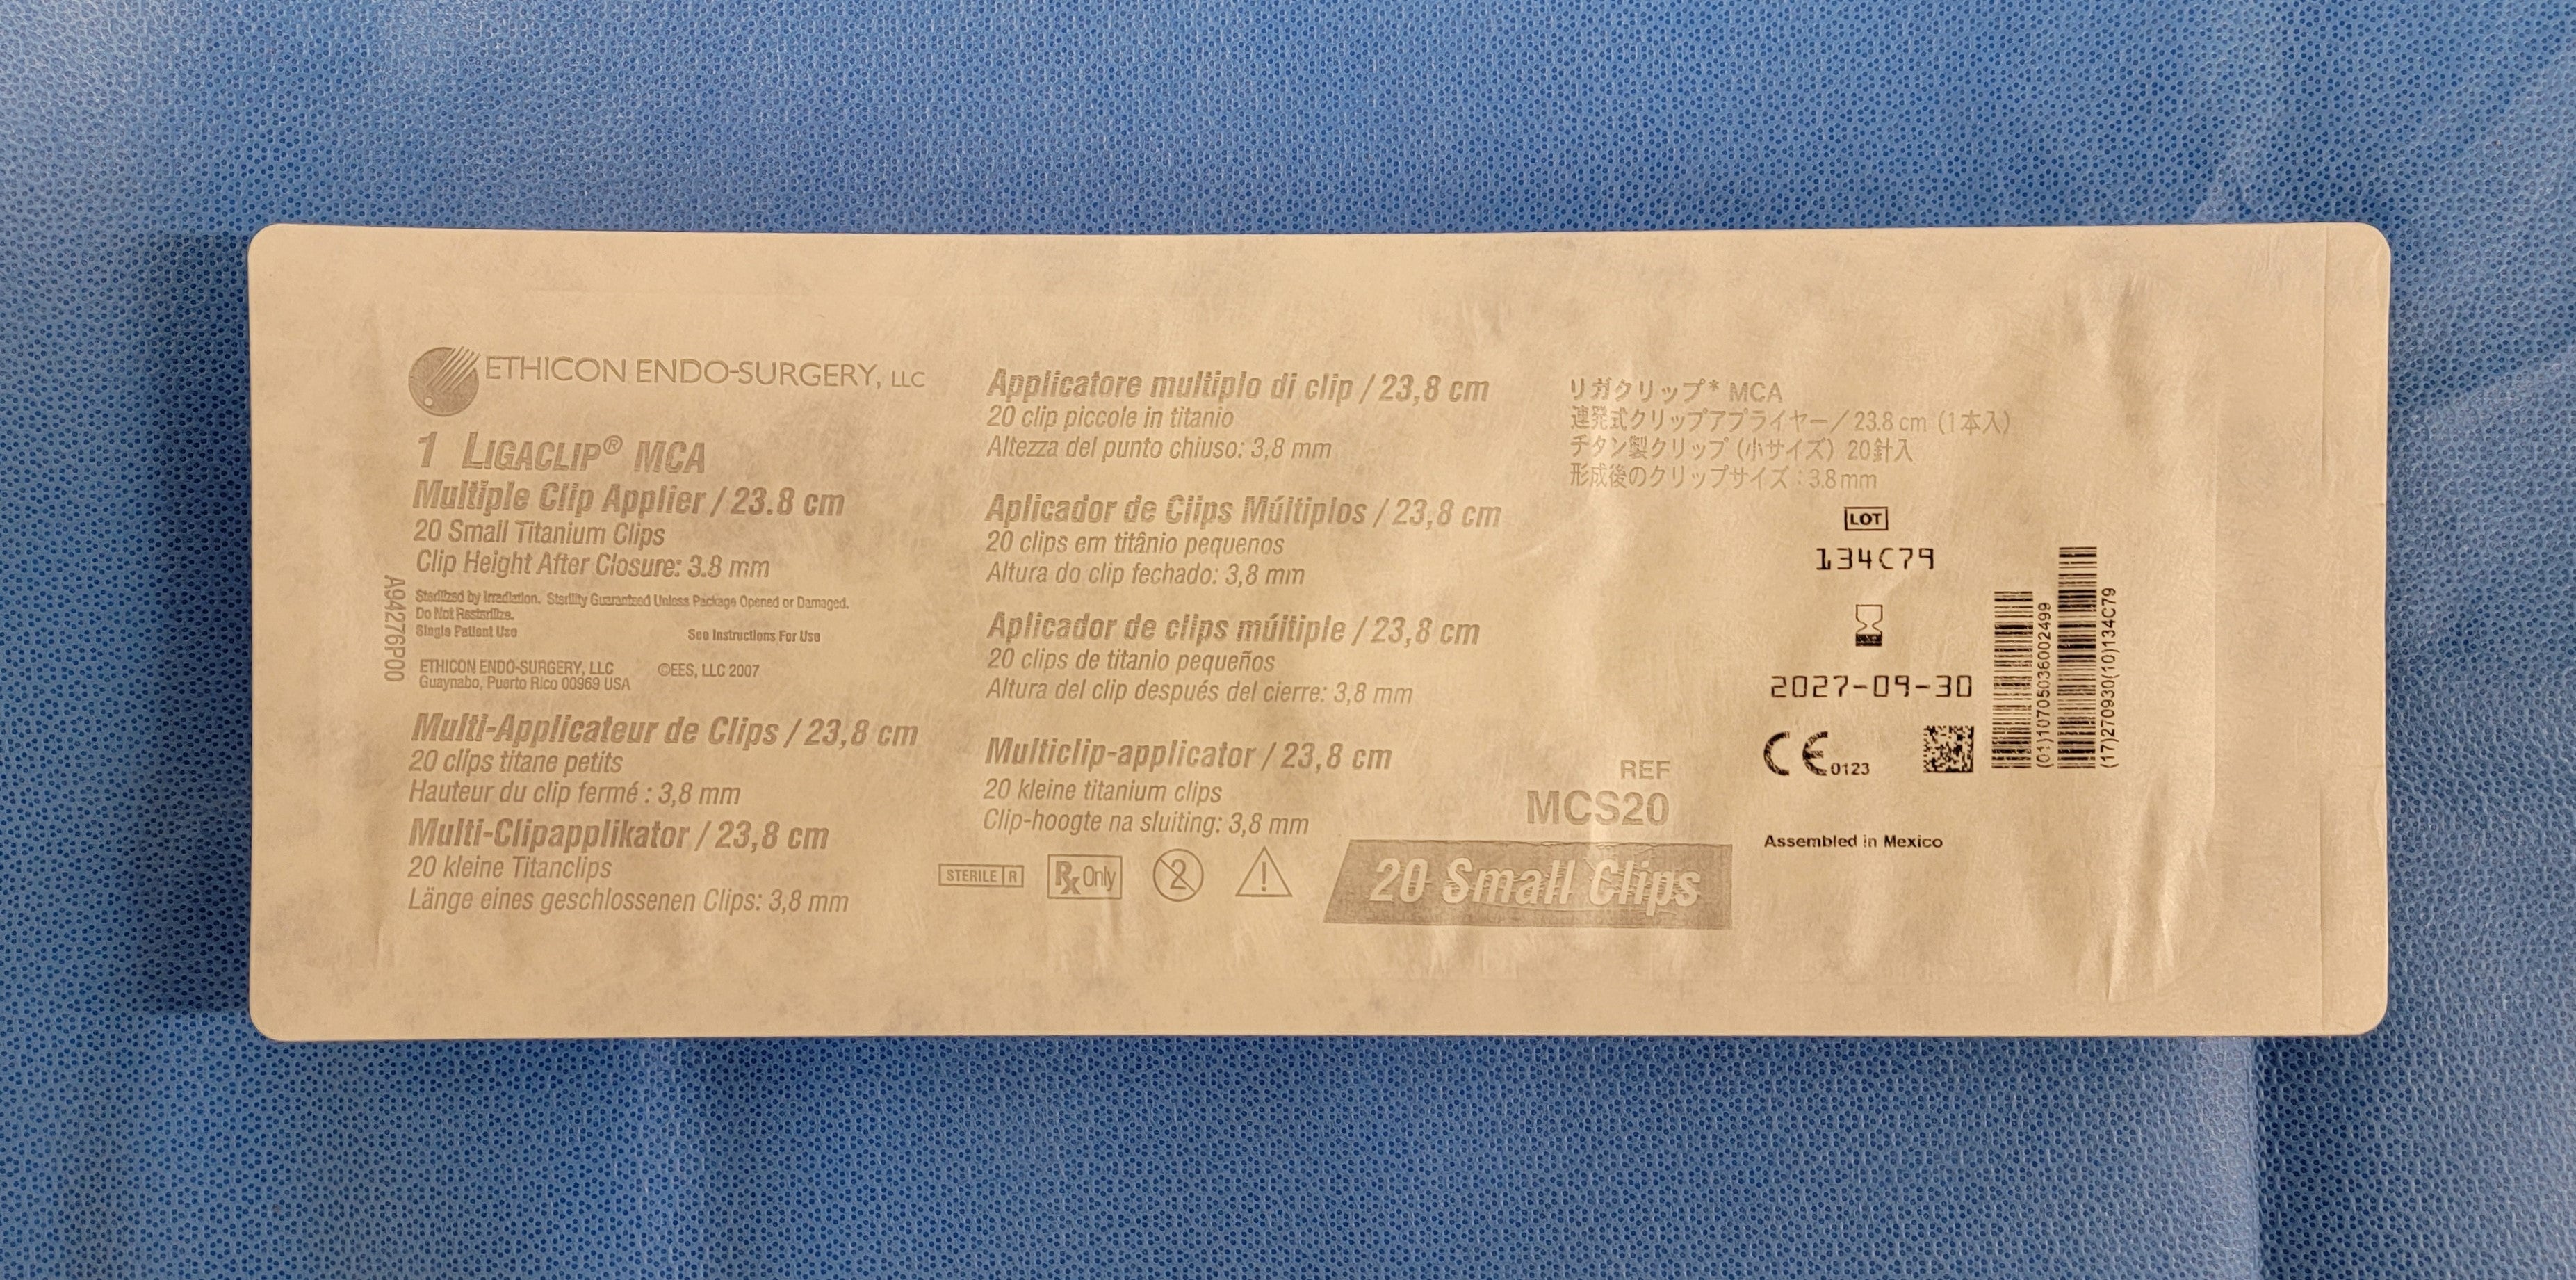 ETHICON ENDO-SURGERY, LLC
1 LIGACLIP® MCA
Multiple Clip Applier / 23.8 cm
20 Small Titanium Clips
Clip Height After Closure: 3.8 mm
Sterilized by Irradiation. Sterility Guaranteed Unless Package Opened or Damaged.
Do Not Resterilize.
Single Patient Use See Instructions For Use
ETHICON ENDO-SURGERY, LLC ©EES, LLC 2007
Guaynabo, Puerto Rico 00969 USA
A94276P00
Multi-Applicateur de Clips / 23,8 cm
20 clips titane petits
Hauteur du clip fermé : 3,8 mm
Multi-Clipapplikator / 23,8 cm
20 kleine Titanclips
Länge eines geschlossenen Clips: 3,8 mm
Applicatore multiplo di clip / 23,8 cm
20 clip piccole in titanio
Altezza del punto chiuso: 3,8 mm
Aplicador de Clips Múltiplos / 23,8 cm
20 clips em titânio pequenos
Altura do clip fechado: 3,8 mm
Aplicador de clips múltiple / 23,8 cm
20 clips de titanio pequeños
Altura del clip después del cierre: 3,8 mm
Multiclip-applicator / 23,8 cm
20 kleine titanium clips
Clip-hoogte na sluiting: 3,8 mm
STERILE R
Rx Only
2
!
リガクリップ* MCA
連発式クリップアプライヤー／23.8 cm（1本入）
チタン製クリップ（小サイズ）20針入
形成後のクリップサイズ：3.8 mm
LOT
134C79
2027-09-30
CE 0123
(01)10705036002499
(17)270930(10)134C79
REF
MCS20
20 Small Clips
Assembled in Mexico